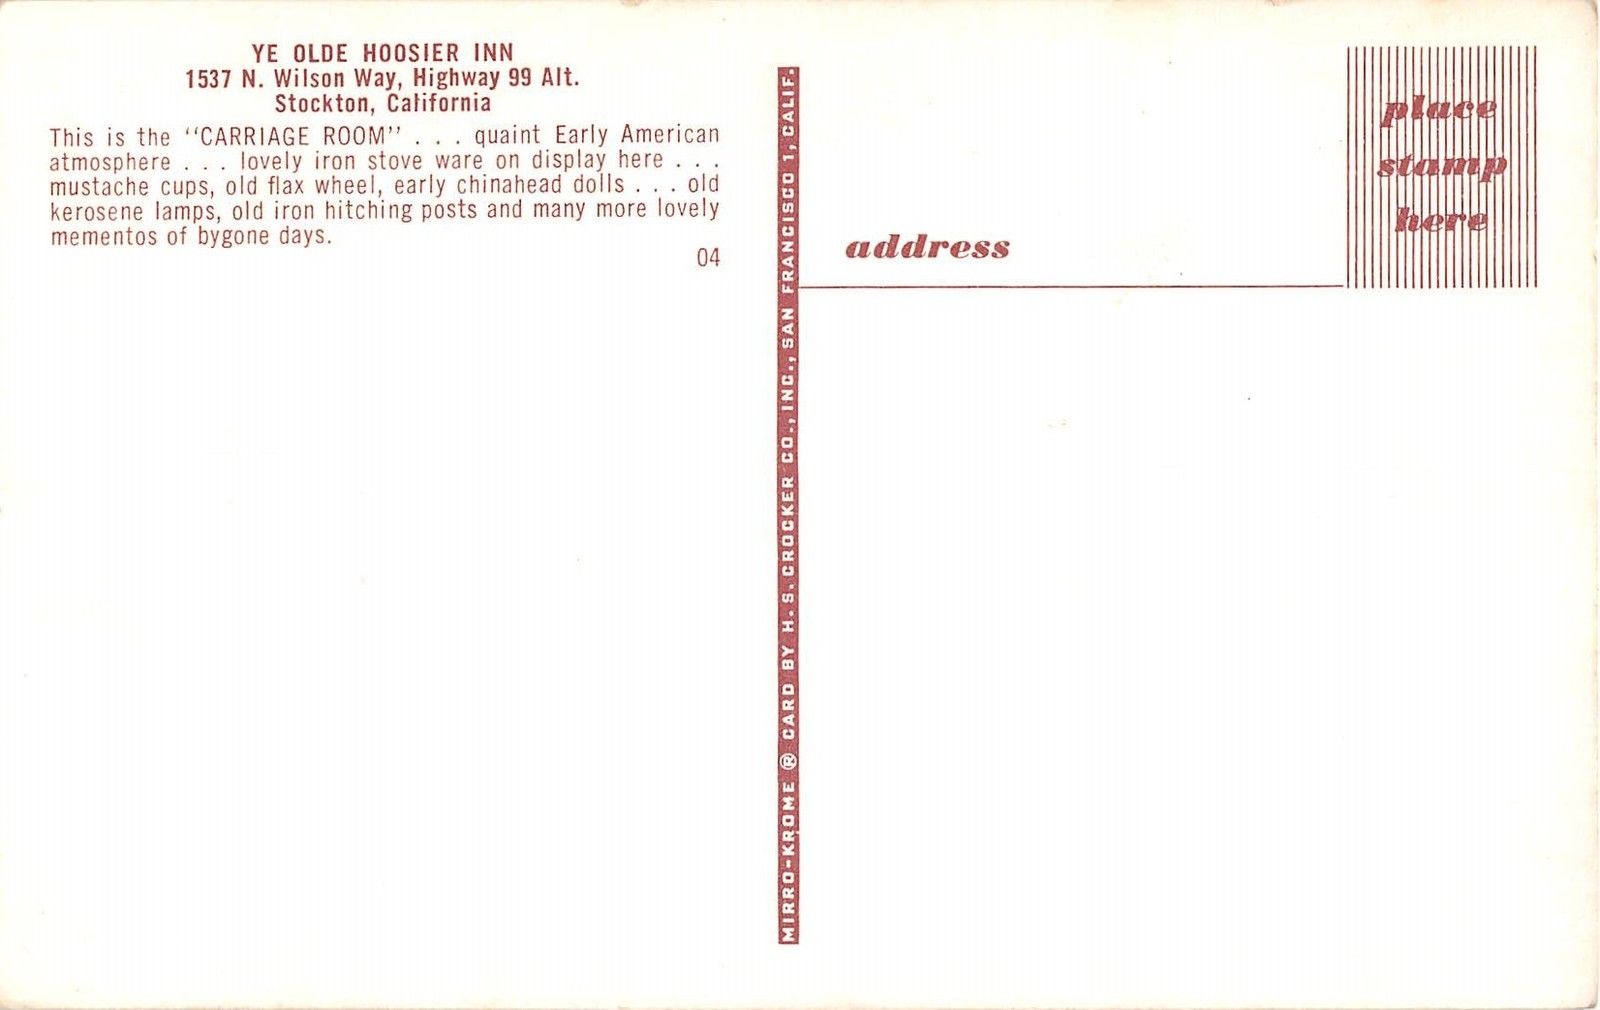 YE OLDE HOOSIER INN
1537 N. Wilson Way, Highway 99 Alt.
Stockton, California
This is the "CARRIAGE ROOM" . . . quaint Early American
atmosphere . . . lovely iron stove ware on display here . . .
mustache cups, old flax wheel, early chinahead dolls . . . old
kerosene lamps, old iron hitching posts and many more lovely
mementos of bygone days.
04
MIRRO-KROME ® CARD BY H. S. CROCKER CO., INC., SAN FRANCISCO 1, CALIF.
address
place
stamp
here